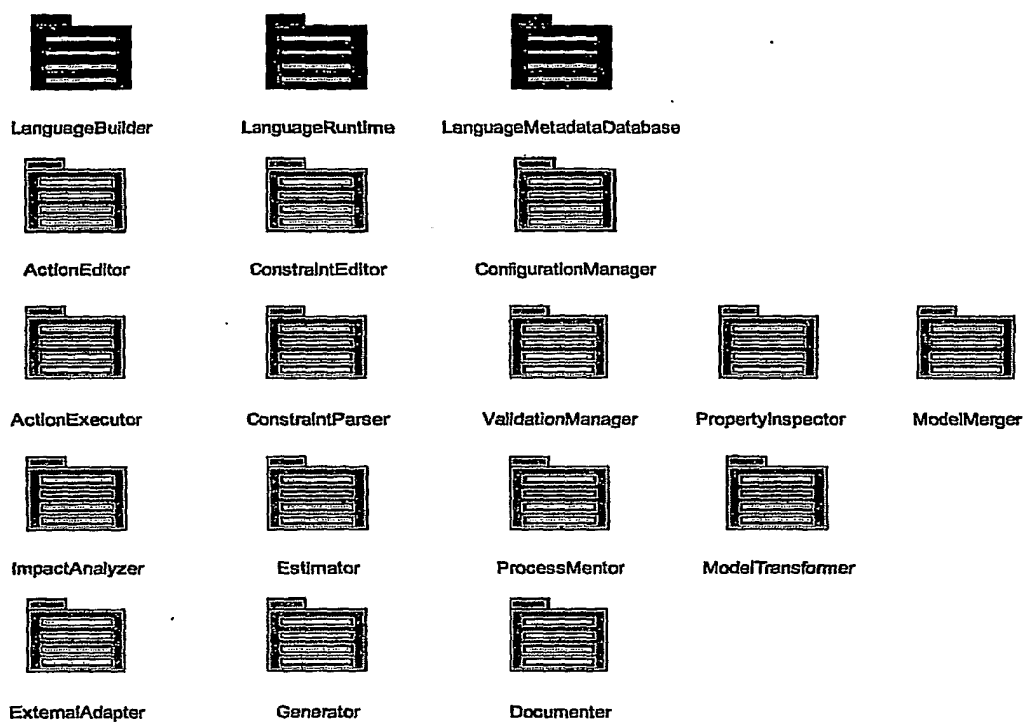 LanguageBuilder LanguageRuntime LanguageMetadataDatabase
ActionEditor ConstraintEditor ConfigurationManager
ActionExecutor ConstraintParser ValidationManager PropertyInspector ModelMerger
ImpactAnalyzer Estimator ProcessMentor ModelTransformer
ExternalAdapter Generator Documenter